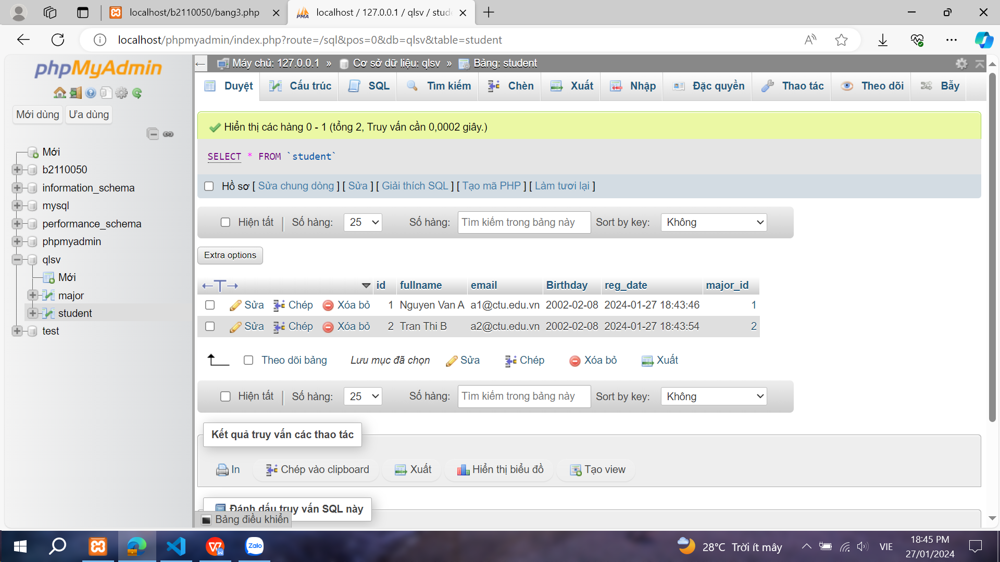 localhost/b2110050/bang3.php
localhost / 127.0.0.1 / qlsv / stude
localhost/phpmyadmin/index.php?route=/sql&pos=0&db=qlsv&table=student
phpMyAdmin
Mới dùng
Ưa dùng
Mới
b2110050
information_schema
mysql
performance_schema
phpmyadmin
qlsv
Mới
major
student
test
Máy chủ: 127.0.0.1 » Cơ sở dữ liệu: qlsv » Bảng: student
Duyệt
Cấu trúc
SQL
Tìm kiếm
Chèn
Xuất
Nhập
Đặc quyền
Thao tác
Theo dõi
Bẫy
Hiển thị các hàng 0 - 1 (tổng 2, Truy vấn cần 0,0002 giây.)
SELECT * FROM `student`
Hồ sơ [ Sửa chung dòng ] [ Sửa ] [ Giải thích SQL ] [ Tạo mã PHP ] [ Làm tươi lại ]
Hiện tất | Số hàng: 25 Số hàng: Tìm kiếm trong bảng này Sort by key: Không
Extra options
←T→ id fullname email Birthday reg_date major_id
Sửa Chép Xóa bỏ 1 Nguyen Van A a1@ctu.edu.vn 2002-02-08 2024-01-27 18:43:46 1
Sửa Chép Xóa bỏ 2 Tran Thi B a2@ctu.edu.vn 2002-02-08 2024-01-27 18:43:54 2
Theo dõi bảng Lưu mục đã chọn Sửa Chép Xóa bỏ Xuất
Hiện tất | Số hàng: 25 Số hàng: Tìm kiếm trong bảng này Sort by key: Không
Kết quả truy vấn các thao tác
In Chép vào clipboard Xuất Hiển thị biểu đồ Tạo view
Đánh dấu truy vấn SQL này
Bảng điều khiển
Zalo
28°C Trời ít mây
VIE
18:45 PM
27/01/2024